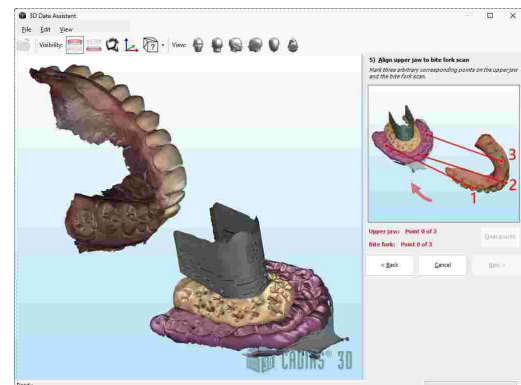 3D Data Assistant
File Edit View
Visibility: View:
5) Align upper jaw to bite fork scan
Mark three arbitrary corresponding points on the upper jaw
and the bite fork scan.
3
2
1
Upper jaw: Point 0 of 3
Bite fork: Point 0 of 3
Clear points
< Back
Cancel
Next >
CADIAS® 3D
Ready